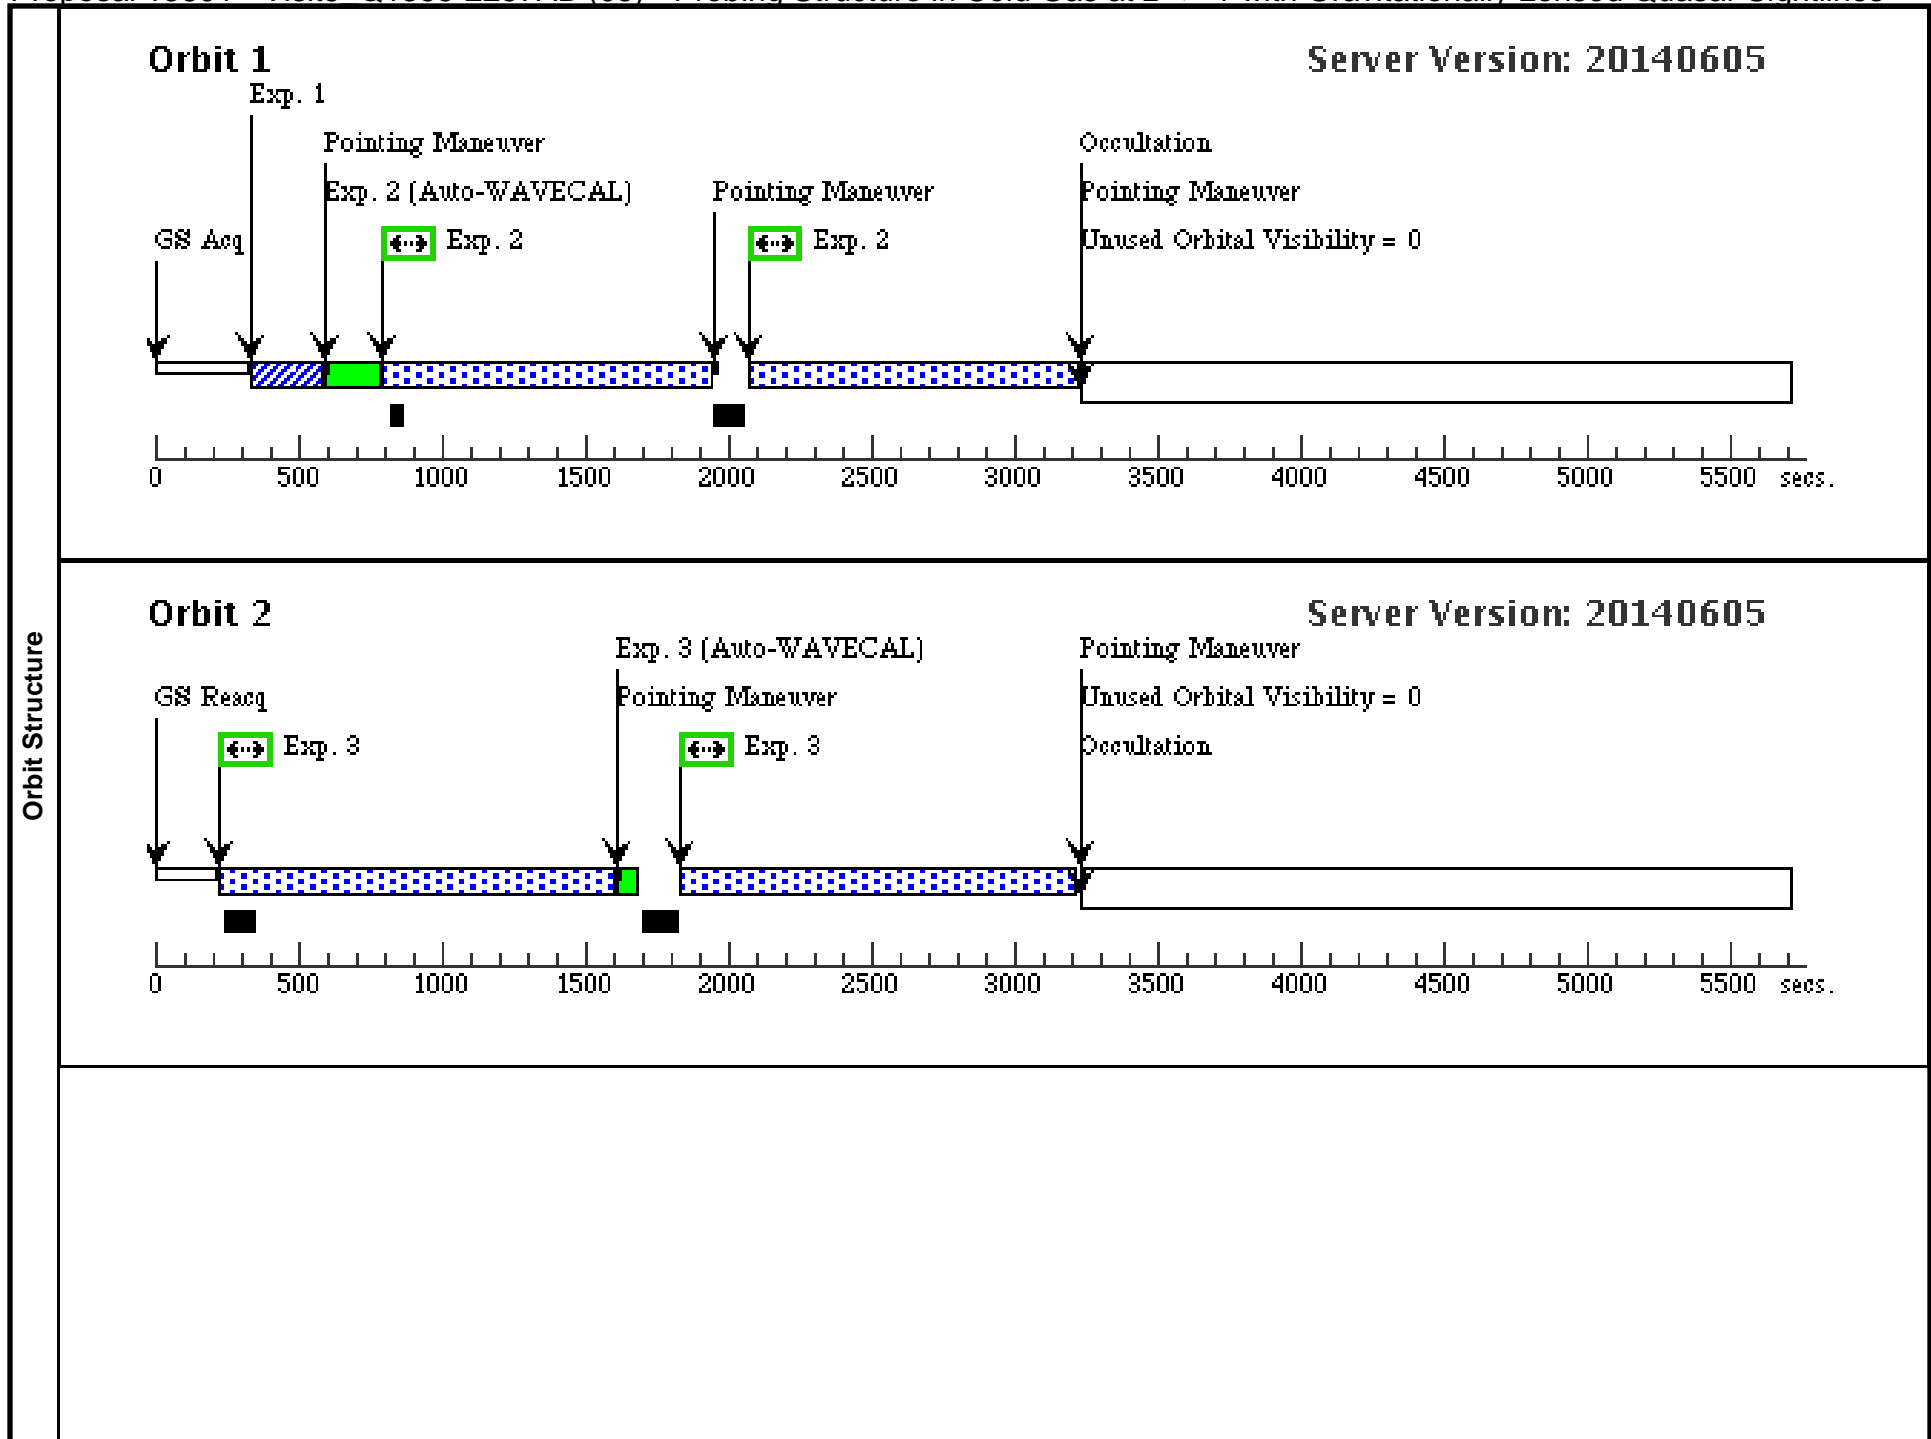 Orbit Structure
Orbit 1
Server Version: 20140605
Exp. 1
Pointing Maneuver
Occultation
Exp. 2 (Auto-WAVECAL)
Pointing Maneuver
Pointing Maneuver
GS Acq
Exp. 2
Exp. 2
Unused Orbital Visibility = 0
0 500 1000 1500 2000 2500 3000 3500 4000 4500 5000 5500 secs.
Orbit 2
Server Version: 20140605
Exp. 3 (Auto-WAVECAL)
Pointing Maneuver
GS Reacq
Pointing Maneuver
Unused Orbital Visibility = 0
Exp. 3
Exp. 3
Occultation
0 500 1000 1500 2000 2500 3000 3500 4000 4500 5000 5500 secs.